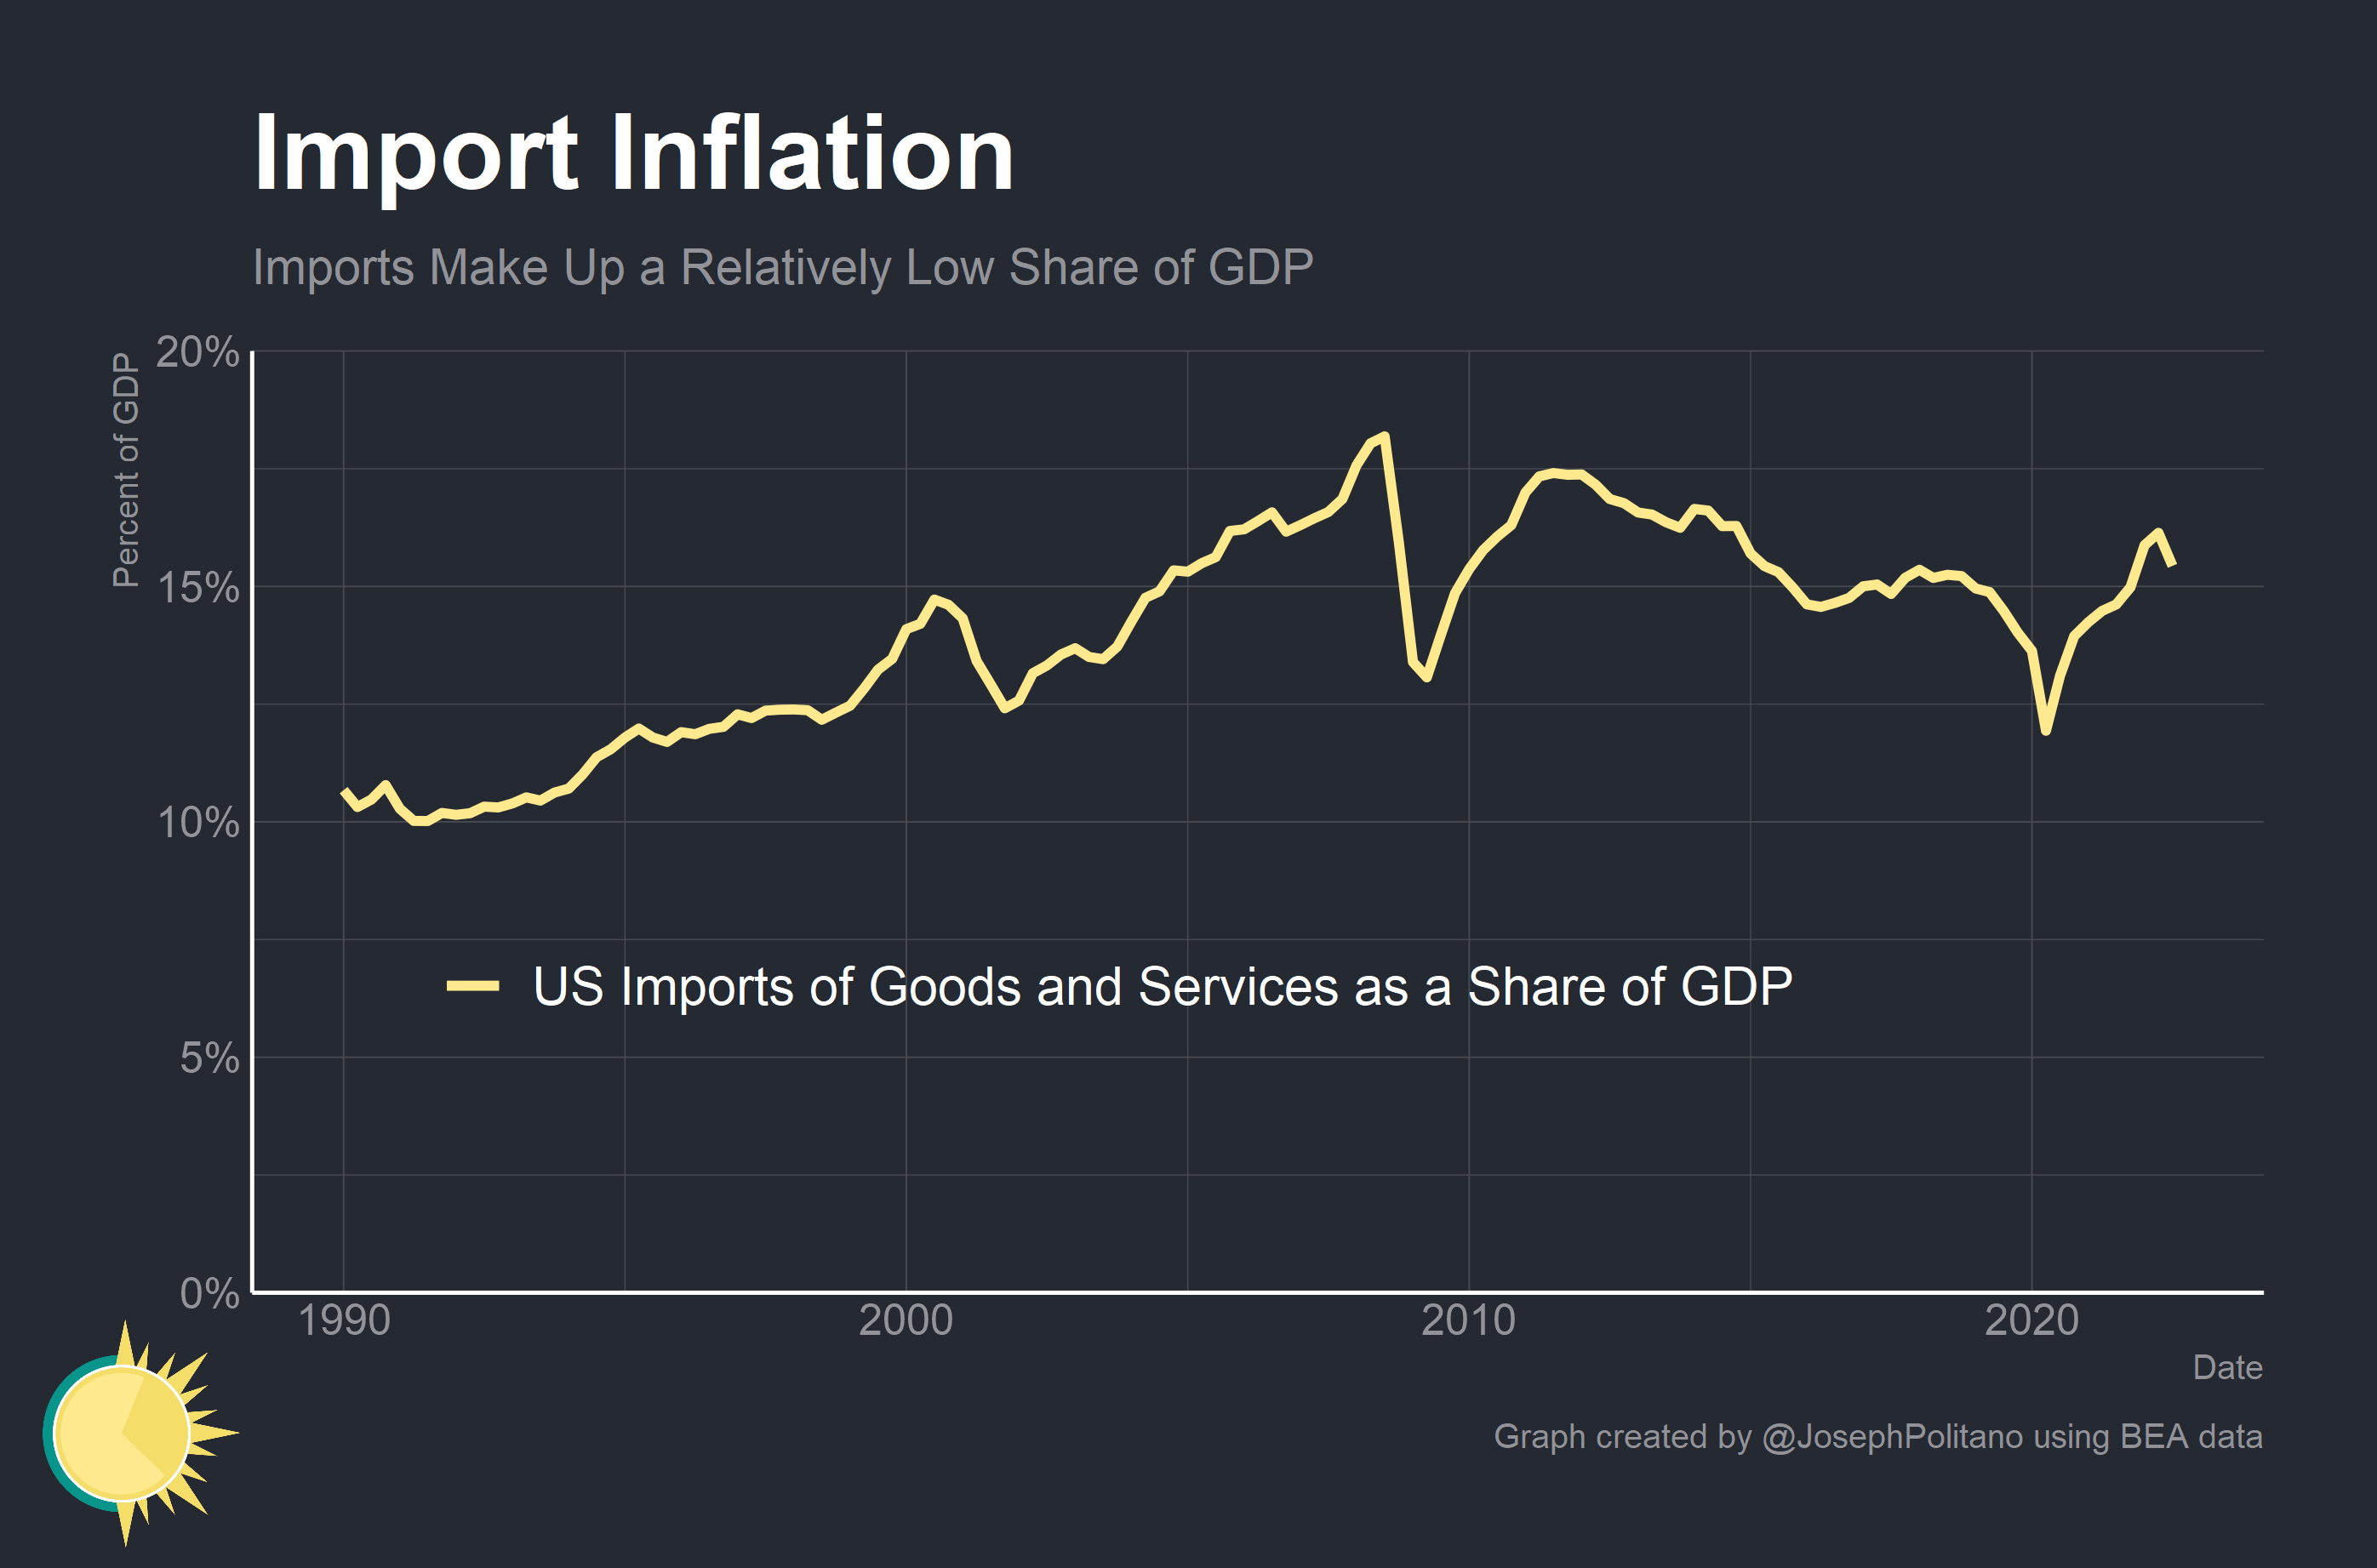 Import Inflation
Imports Make Up a Relatively Low Share of GDP
Percent of GDP
20%
15%
10%
5%
0%
US Imports of Goods and Services as a Share of GDP
1990
2000
2010
2020
Date
Graph created by @JosephPolitano using BEA data